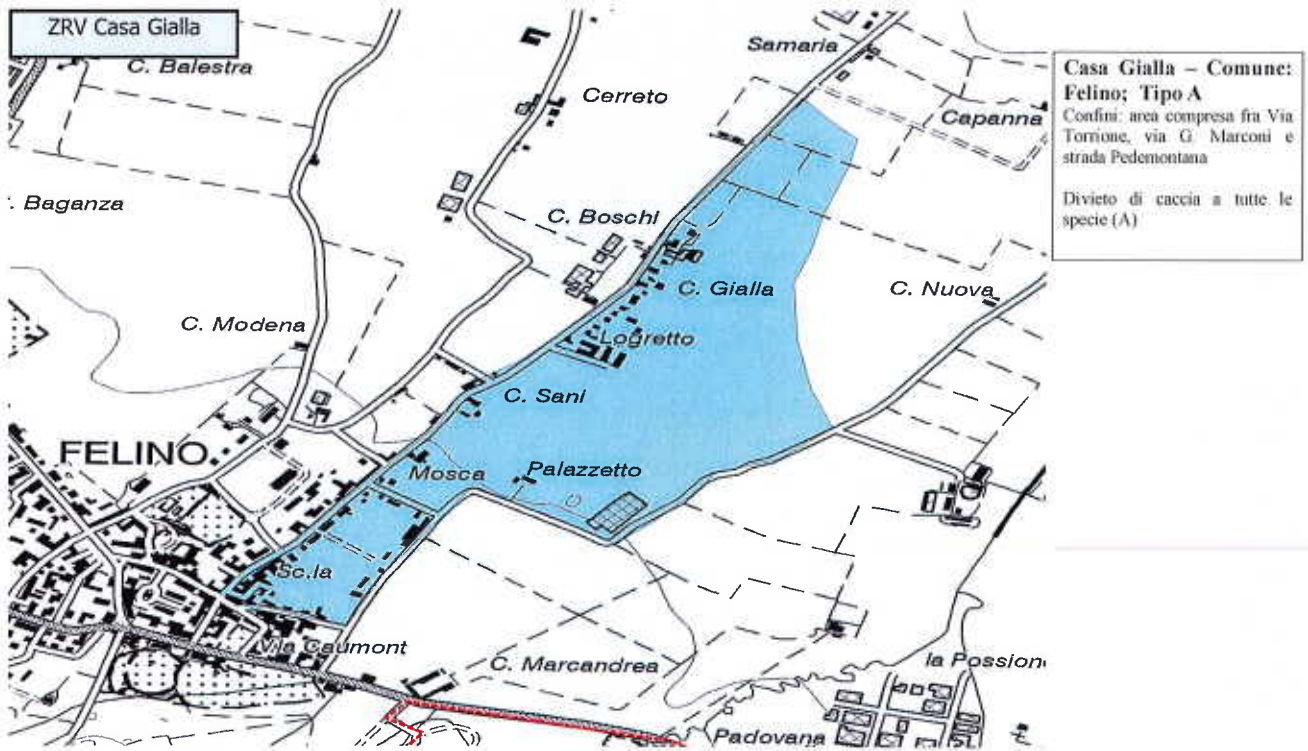 ZRV Casa Gialla
Samaria
C. Balestra
Cerreto
Capanna
Casa Gialla – Comune:
Felino; Tipo A
Confini: area compresa fra Via
Torrione, via G. Marconi e
strada Pedemontana
Divieto di caccia a tutte le
specie (A)
. Baganza
C. Boschi
C. Gialla
C. Nuova
C. Modena
Logretto
C. Sani
FELINO
Mosca
Palazzetto
Sc.la
Via Caumont
C. Marcandrea
la Possion
Padovana